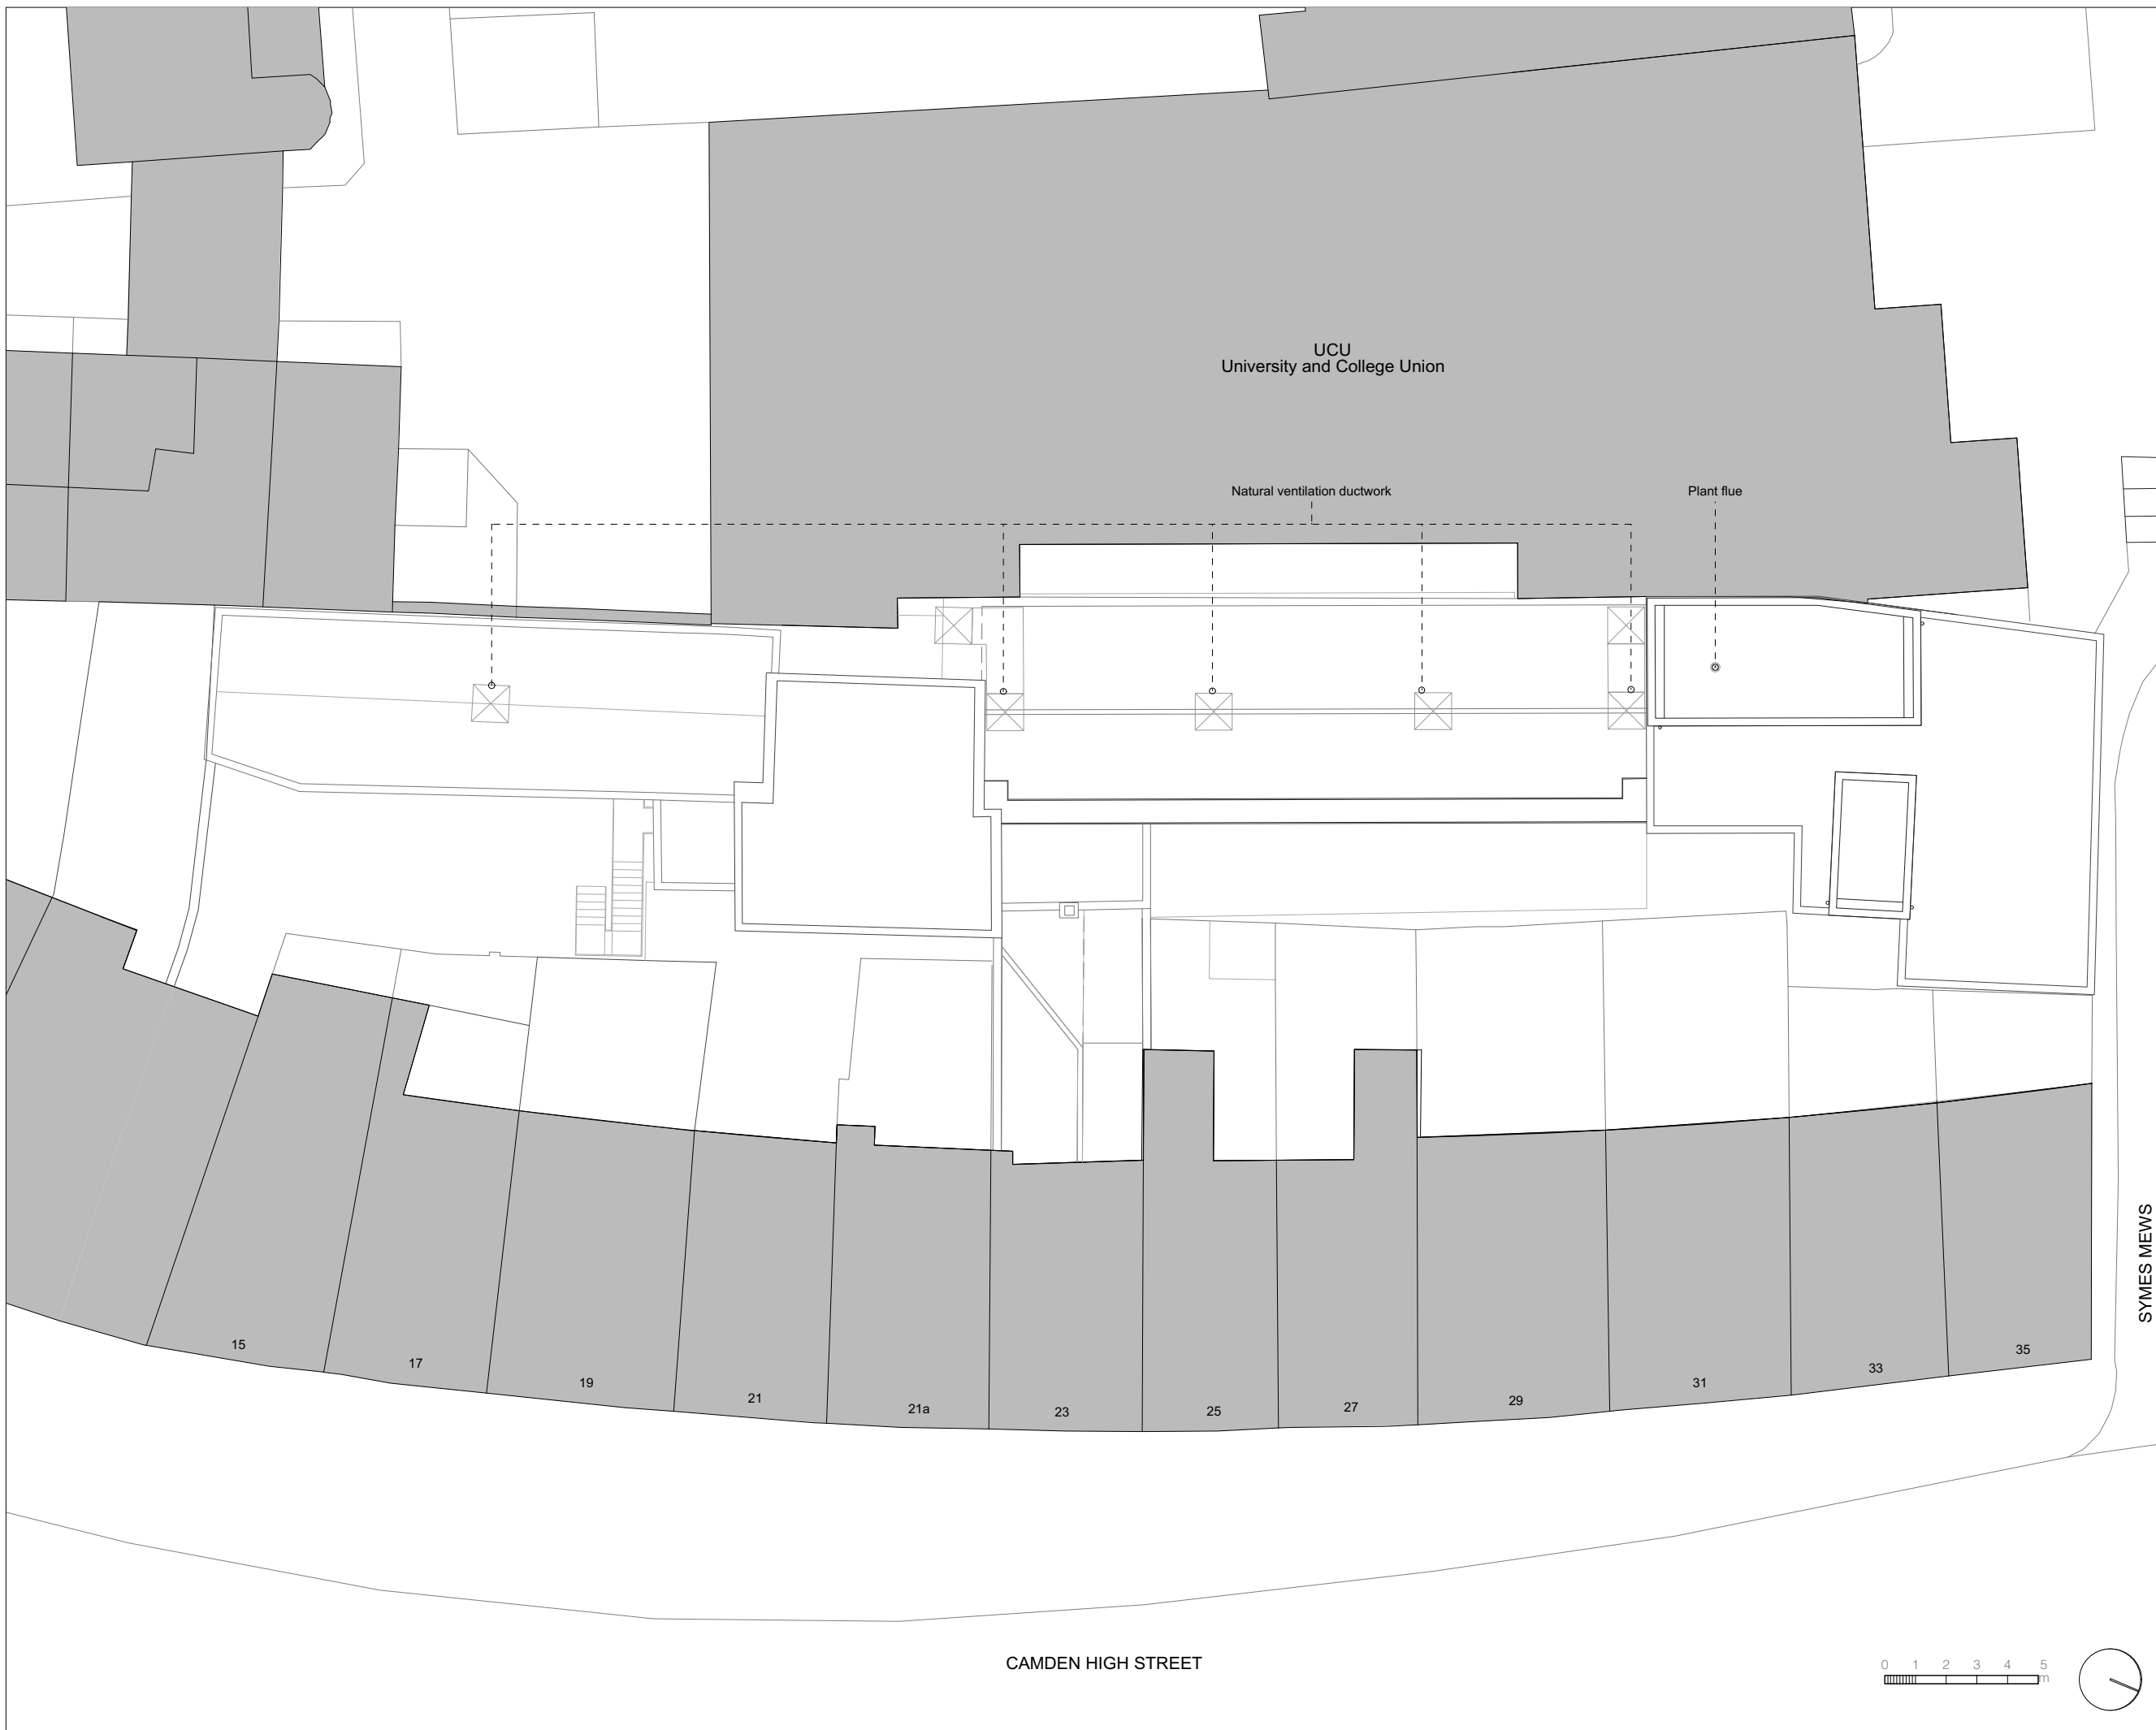 UCU
University and College Union
Natural ventilation ductwork
Plant flue
SYMES MEWS
15
17
19
21
21a
23
25
27
29
31
33
35
CAMDEN HIGH STREET
0 1 2 3 4 5
m